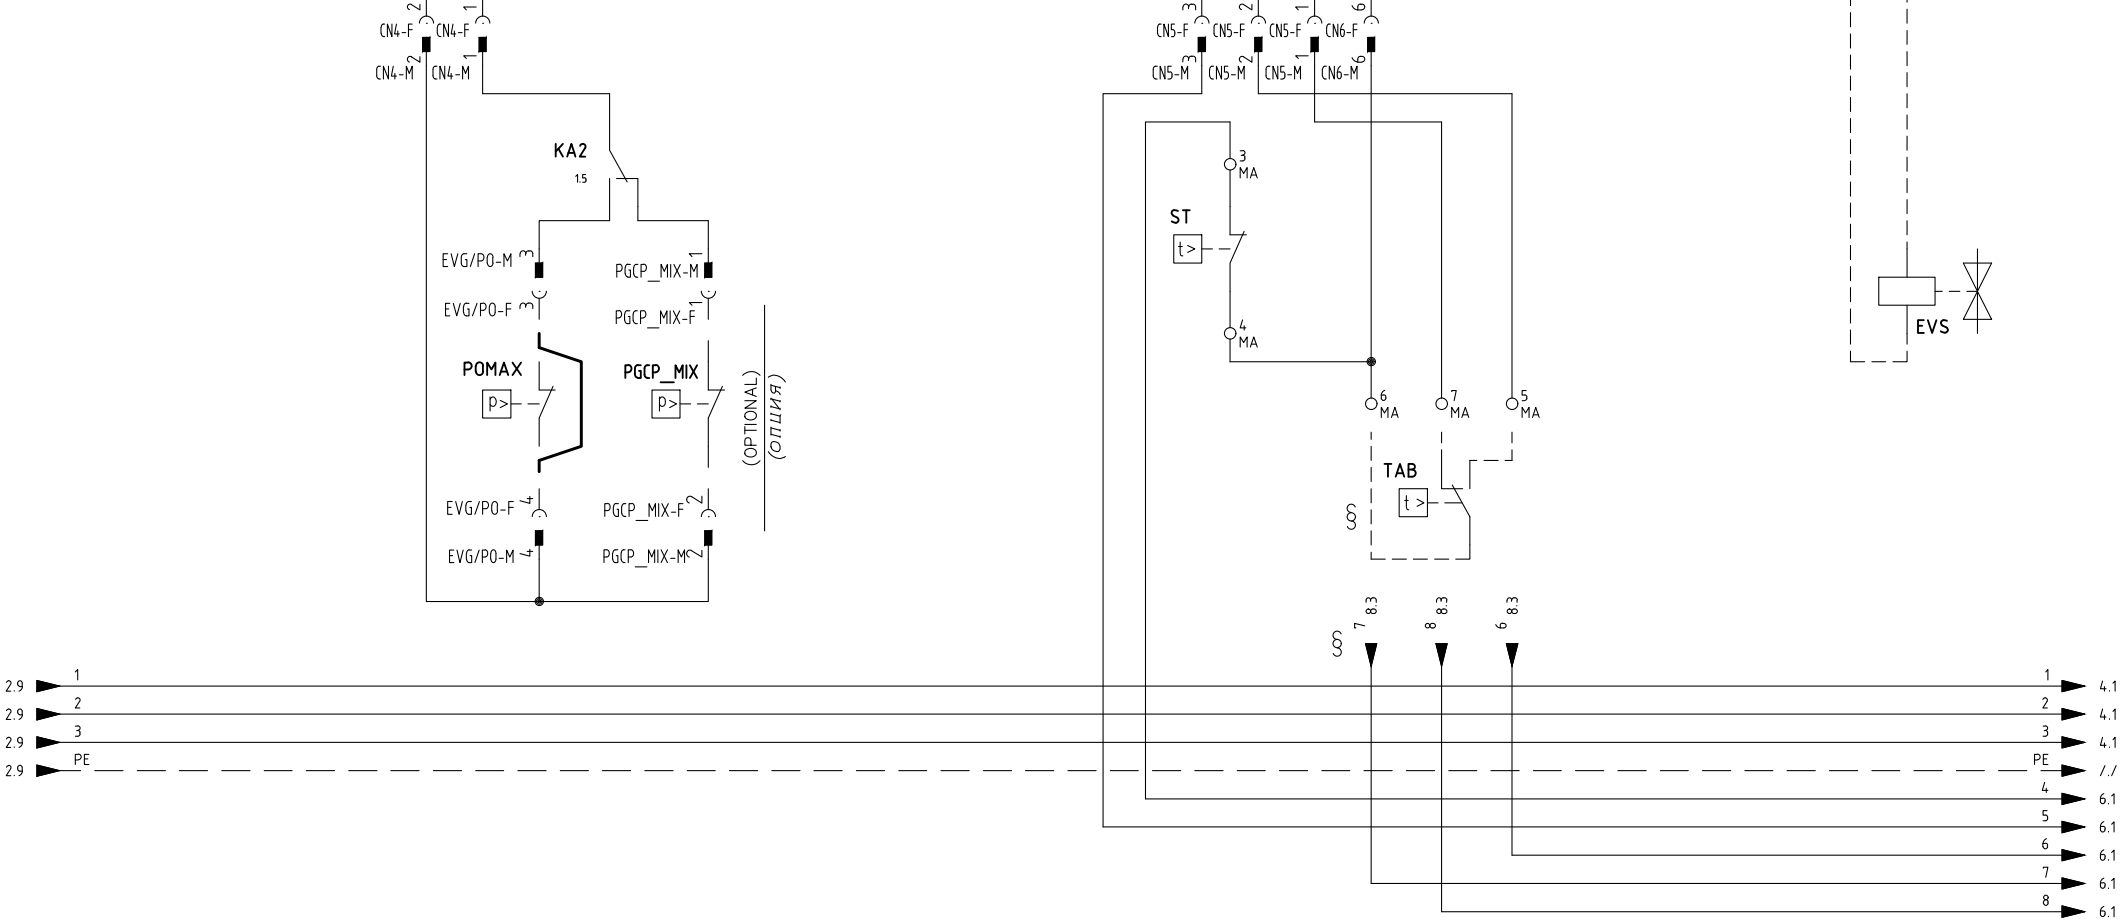 2 1 3 2 1 6
CN4-F CN4-F CN5-F CN5-F CN5-F CN6-F
2 1 3 2 1 6
CN4-M CN4-M CN5-M CN5-M CN5-M CN6-M
KA2
1.5
3
MA
ST
t>
4
MA
EVG/PO-M 3
EVG/PO-F 3
PGCP_MIX-M 1
PGCP_MIX-F 1
EVS
POMAX
p>
PGCP_MIX
p>
(OPTIONAL)
(ОПЦИЯ)
6
MA
7
MA
5
MA
TAB
t>
§
EVG/PO-F 4
EVG/PO-M 4
PGCP_MIX-F 2
PGCP_MIX-M 2
7 8.3
8 8.3
6 8.3
§
2.9 1 1 4.1
2.9 2 2 4.1
2.9 3 3 4.1
2.9 PE PE /./
4 6.1
5 6.1
6 6.1
7 6.1
8 6.1